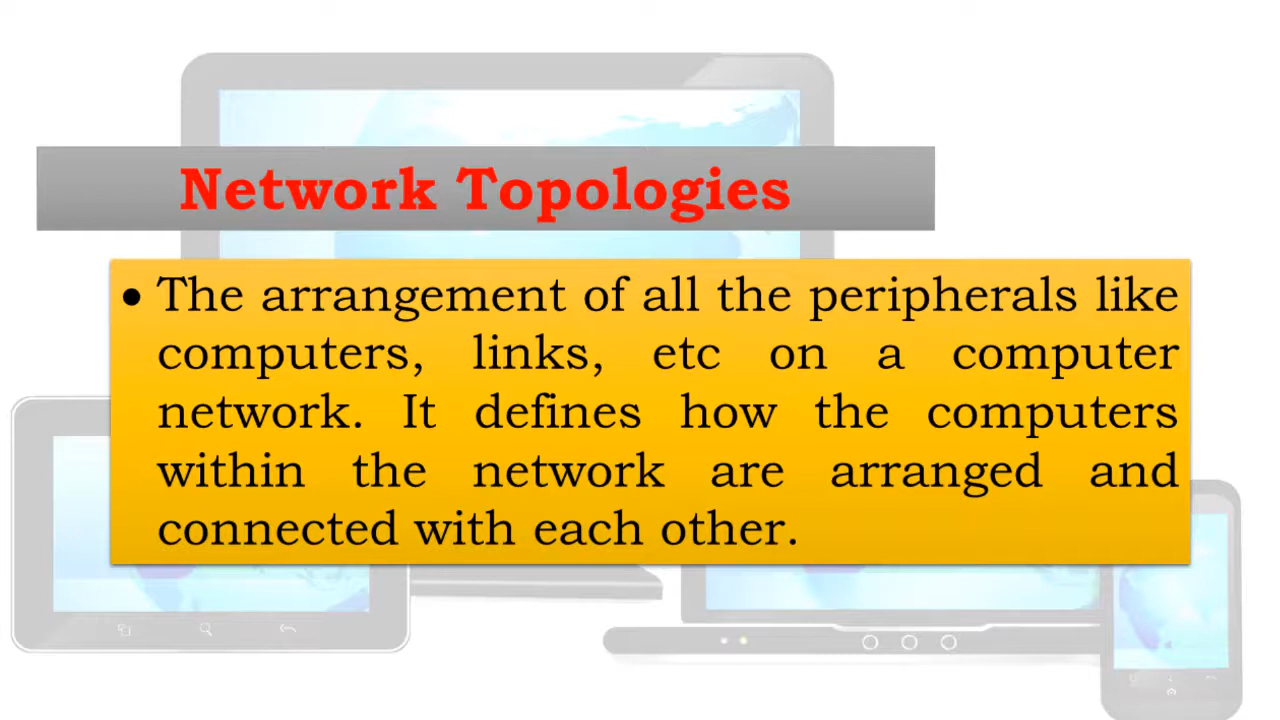 Network Topologies
• The arrangement of all the peripherals like
computers, links, etc on a computer
network. It defines how the computers
within the network are arranged and
connected with each other.